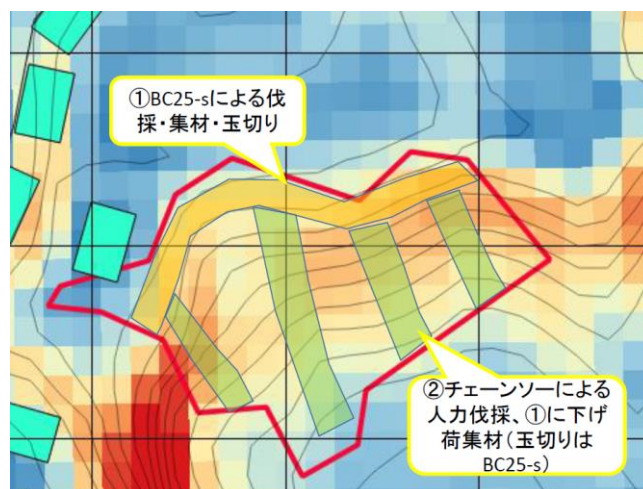 ①BC25-sによる伐
採・集材・玉切り
②チェーンソーによる
人力伐採、①に下げ
荷集材(玉切りは
BC25-s)